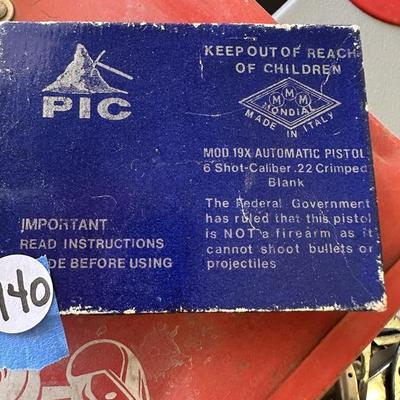 PIC
KEEP OUT OF REACH
OF CHILDREN
MMM
MONDIAL
MADE IN ITALY
MOD. 19X AUTOMATIC PISTOL
6 Shot-Caliber .22 Crimped
Blank
The Federal Government
has ruled that this pistol
is NOT a firearm as it
cannot shoot bullets or
projectiles
IMPORTANT
READ INSTRUCTIONS
BEFORE USING
140